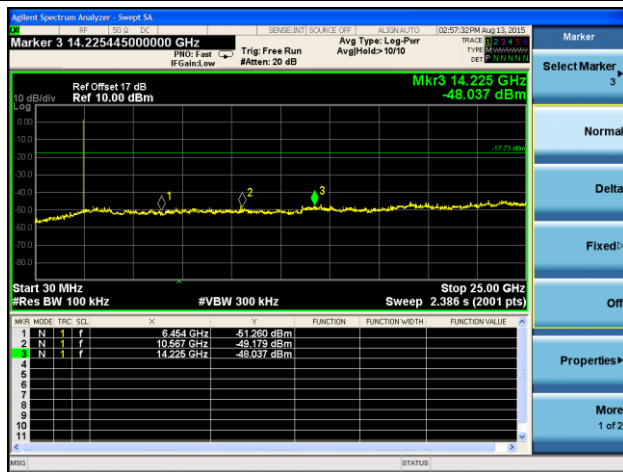 Agilent Spectrum Analyzer - Swept SA
RF 50 Ω DC SENSE:INT SOURCE OFF ALIGN AUTO 02:57:32 PM Aug 13, 2015
Marker 3 14.225445000000 GHz
PNO: Fast
IFGain:Low
Trig: Free Run
#Atten: 20 dB
Avg Type: Log-Pwr
Avg|Hold:>10/10
TRACE 1 2 3 4 5 6
TYPE M
DET P N N N N N
Ref Offset 17 dB
10 dB/div Ref 10.00 dBm
Log
Mkr3 14.225 GHz
-48.037 dBm
0.00
-10.0
-17.73 dBm
-20.0
-30.0
-40.0
-50.0
-60.0
-70.0
-80.0
1
2
3
Start 30 MHz Stop 25.00 GHz
#Res BW 100 kHz #VBW 300 kHz Sweep 2.386 s (2001 pts)
MKR MODE TRC SCL X Y FUNCTION FUNCTION WIDTH FUNCTION VALUE
1 N 1 f 6.454 GHz -51.260 dBm
2 N 1 f 10.567 GHz -49.179 dBm
3 N 1 f 14.225 GHz -48.037 dBm
4
5
6
7
8
9
10
11
MSG STATUS
Marker
Select Marker
3
Normal
Delta
Fixed
Off
Properties
More
1 of 2